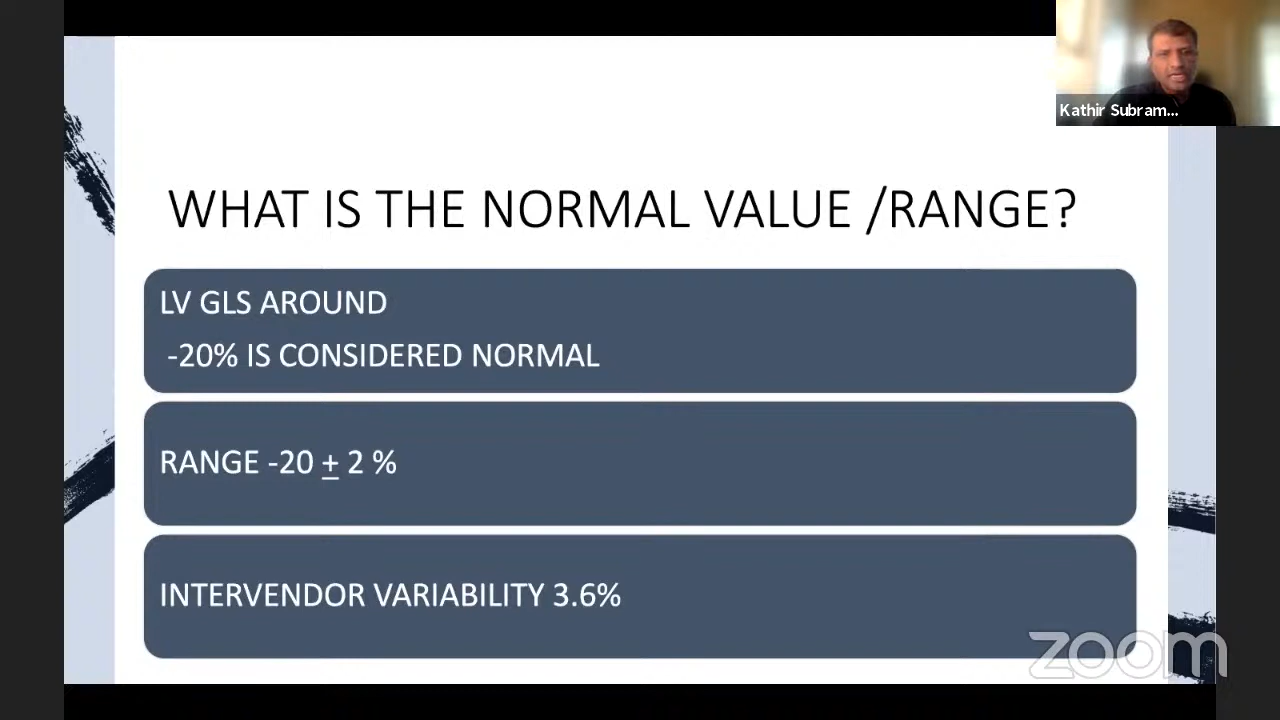 Kathir Subram...
WHAT IS THE NORMAL VALUE /RANGE?
LV GLS AROUND
-20% IS CONSIDERED NORMAL
RANGE -20 ± 2 %
INTERVENDOR VARIABILITY 3.6%
zoom